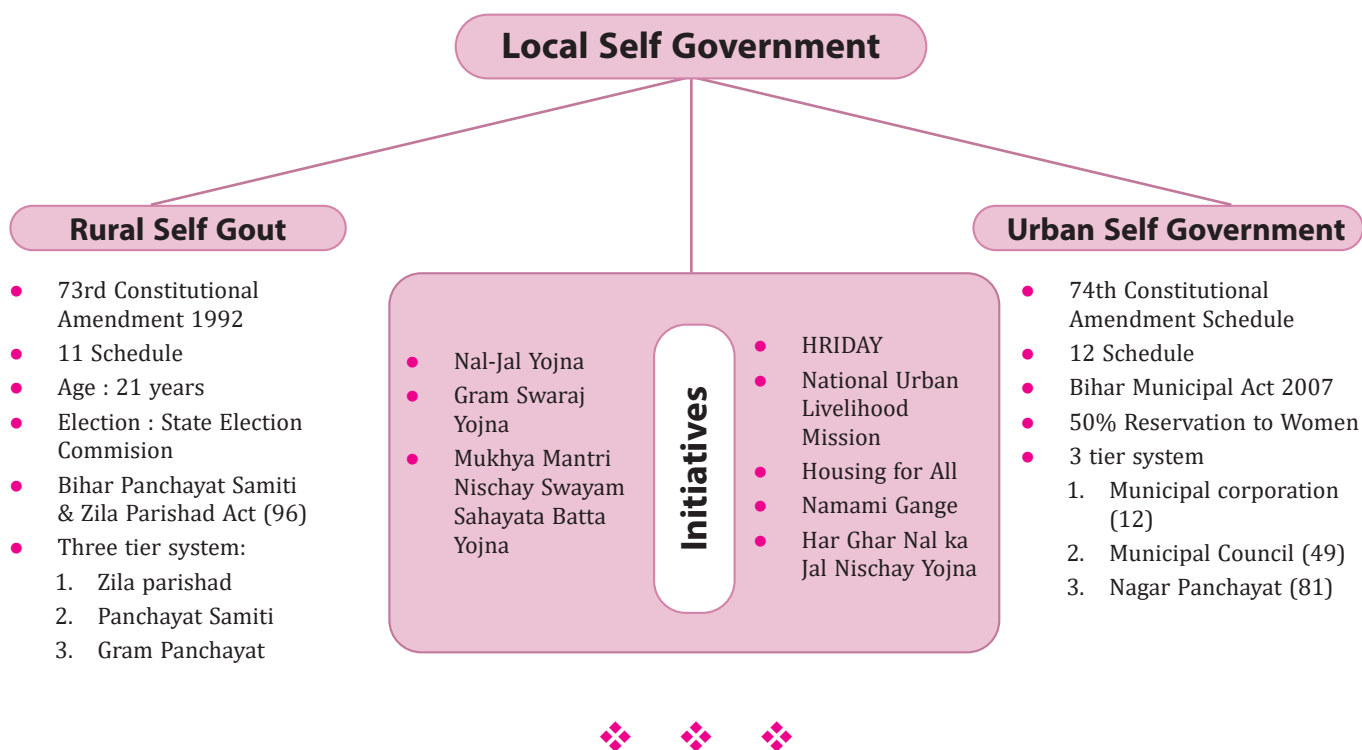 Local Self Government
Rural Self Gout
● 73rd Constitutional
Amendment 1992
● 11 Schedule
● Age : 21 years
● Election : State Election
Commision
● Bihar Panchayat Samiti
& Zila Parishad Act (96)
● Three tier system:
1. Zila parishad
2. Panchayat Samiti
3. Gram Panchayat
● Nal-Jal Yojna
● Gram Swaraj
Yojna
● Mukhya Mantri
Nischay Swayam
Sahayata Batta
Yojna
Initiatives
● HRIDAY
● National Urban
Livelihood
Mission
● Housing for All
● Namami Gange
● Har Ghar Nal ka
Jal Nischay Yojna
Urban Self Government
● 74th Constitutional
Amendment Schedule
● 12 Schedule
● Bihar Municipal Act 2007
● 50% Reservation to Women
● 3 tier system
1. Municipal corporation
(12)
2. Municipal Council (49)
3. Nagar Panchayat (81)